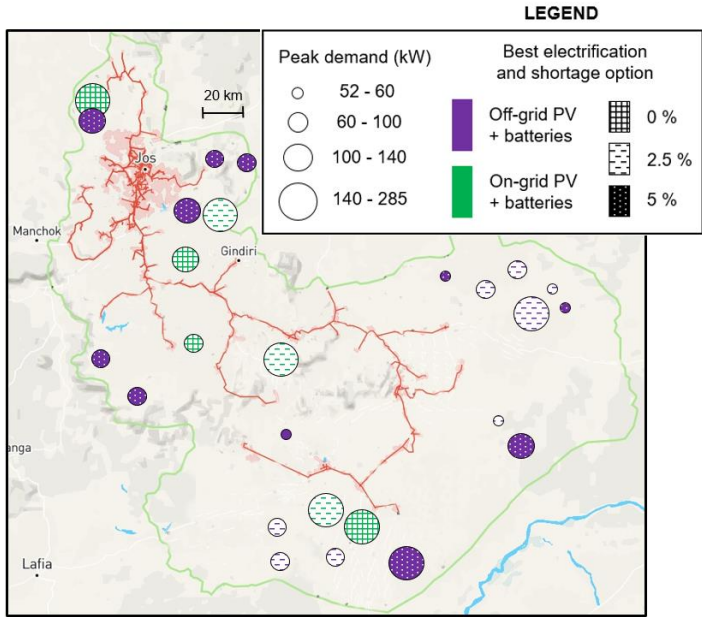 LEGEND
Peak demand (kW)
52 - 60
60 - 100
100 - 140
140 - 285
Best electrification
and shortage option
Off-grid PV
+ batteries
On-grid PV
+ batteries
0 %
2.5 %
5 %
20 km
Jos
Manchok
Gindiri
anga
Lafia